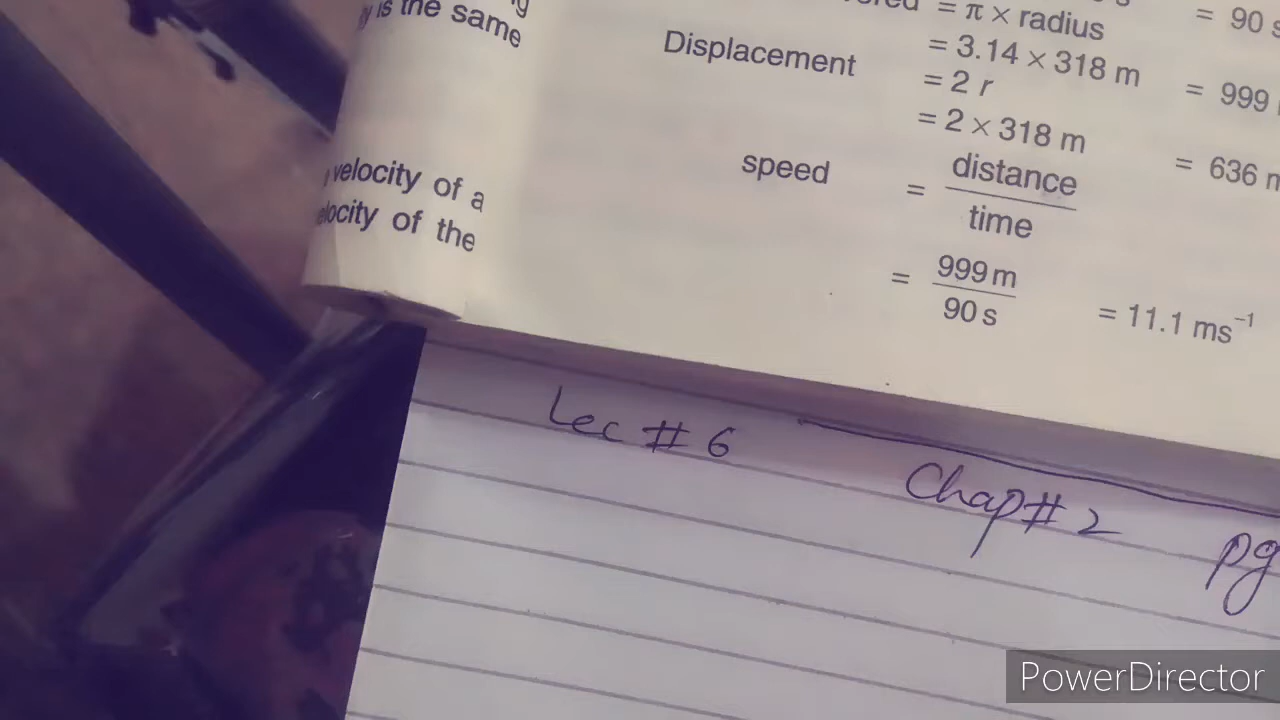 y is the same
velocity of a
locity of the
= 90 s
= π × radius
= 3.14 × 318 m = 999
Displacement = 2 r
= 2 × 318 m = 636 m
speed = distance / time
= 999 m / 90 s = 11.1 ms⁻¹
Lec # 6
Chap # 2
pg
PowerDirector